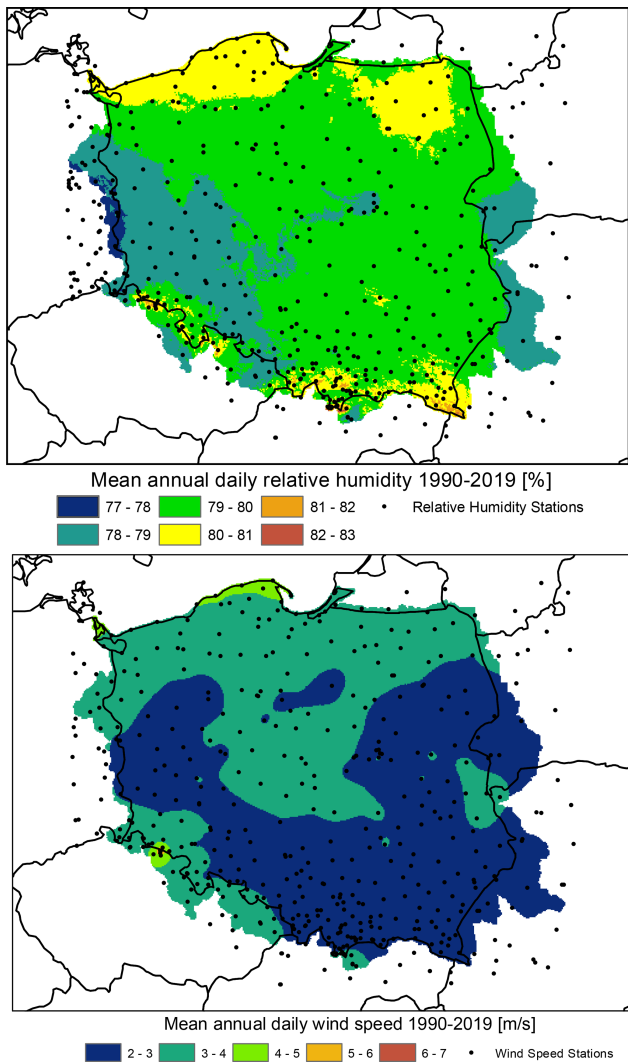 Mean annual daily relative humidity 1990-2019 [%]
77 - 78 79 - 80 81 - 82 Relative Humidity Stations
78 - 79 80 - 81 82 - 83
Mean annual daily wind speed 1990-2019 [m/s]
2 - 3 3 - 4 4 - 5 5 - 6 6 - 7 Wind Speed Stations